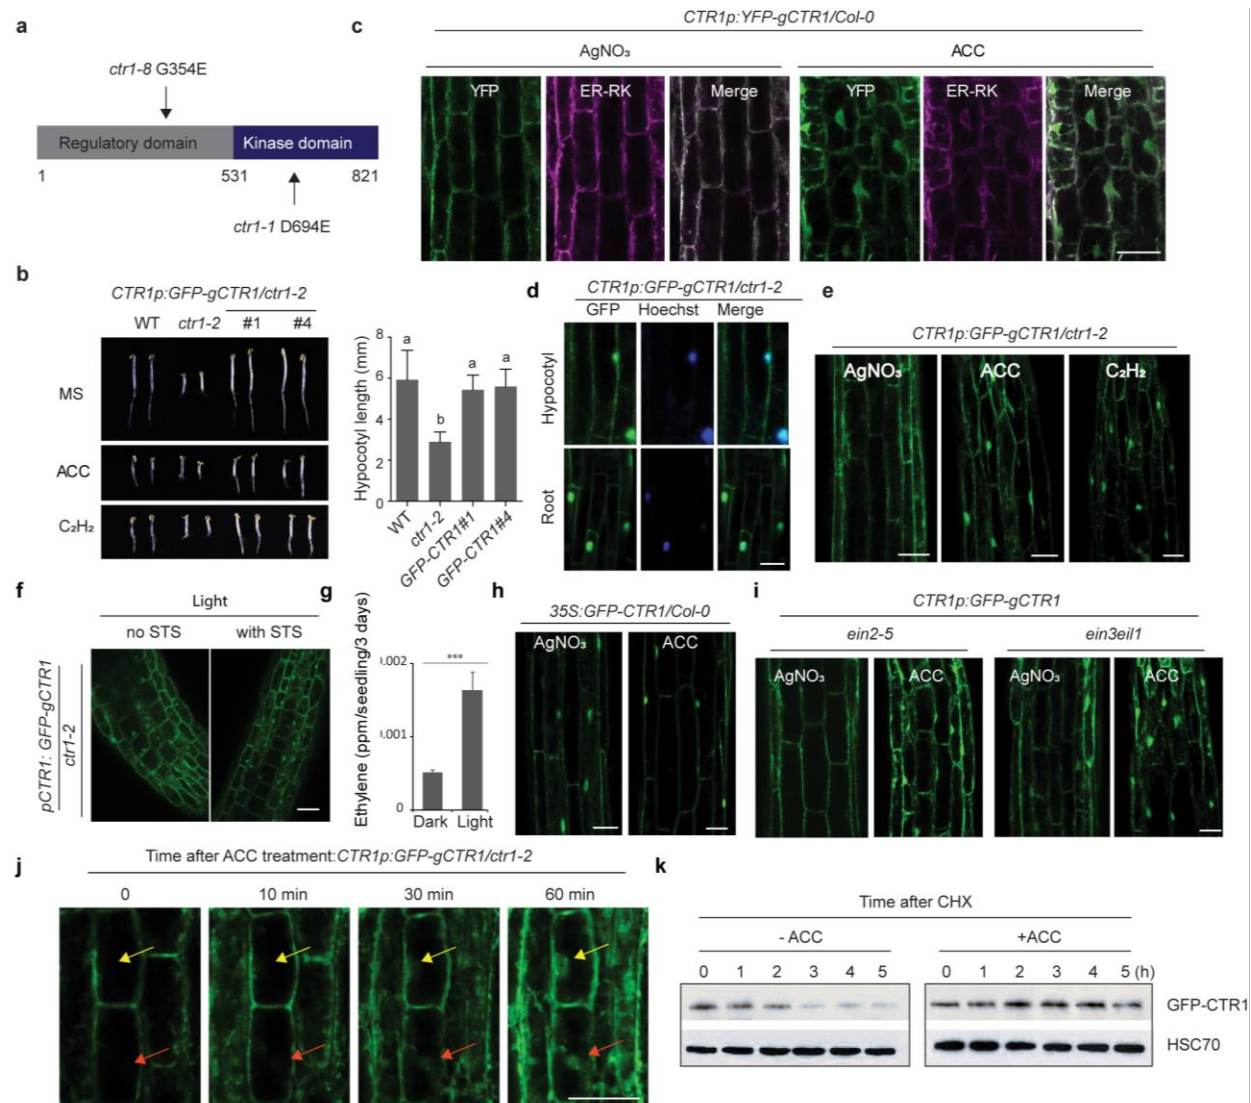 a
ctr1-8 G354E
Regulatory domain
Kinase domain
1
531
821
ctr1-1 D694E
b
CTR1p:GFP-gCTR1/ctr1-2
WT
ctr1-2
#1
#4
MS
ACC
C₂H₂
Hypocotyl length (mm)
8
6
4
2
0
a
b
a
a
WT
ctr1-2
GFP-CTR1#1
GFP-CTR1#4
c
CTR1p:YFP-gCTR1/Col-0
AgNO₃
ACC
YFP
ER-RK
Merge
YFP
ER-RK
Merge
d
CTR1p:GFP-gCTR1/ctr1-2
GFP
Hoechst
Merge
Hypocotyl
Root
e
CTR1p:GFP-gCTR1/ctr1-2
AgNO₃
ACC
C₂H₂
f
Light
no STS
with STS
pCTR1: GFP-gCTR1
ctr1-2
g
Ethylene (ppm/seedling/3 days)
0.002
0.001
0
***
Dark
Light
h
35S:GFP-CTR1/Col-0
AgNO₃
ACC
i
CTR1p:GFP-gCTR1
ein2-5
ein3eil1
AgNO₃
ACC
AgNO₃
ACC
j
Time after ACC treatment:CTR1p:GFP-gCTR1/ctr1-2
0
10 min
30 min
60 min
k
Time after CHX
- ACC
+ACC
0 1 2 3 4 5
0 1 2 3 4 5 (h)
GFP-CTR1
HSC70